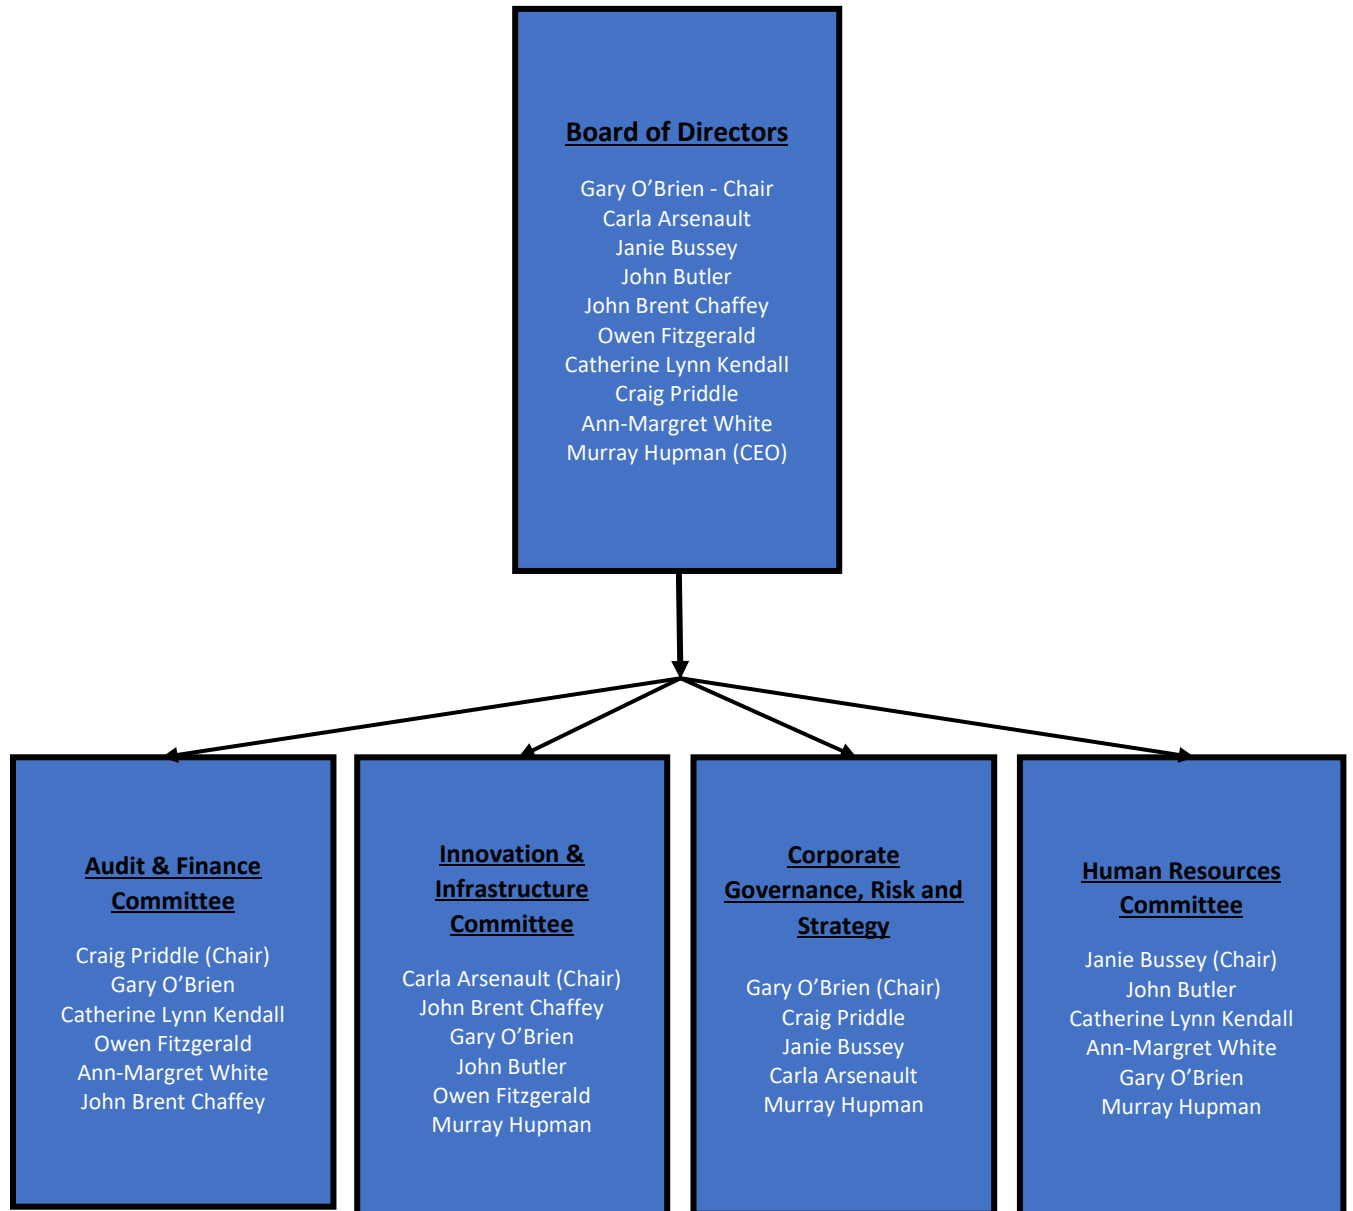 Board of Directors
Gary O’Brien - Chair
Carla Arsenault
Janie Bussey
John Butler
John Brent Chaffey
Owen Fitzgerald
Catherine Lynn Kendall
Craig Priddle
Ann-Margret White
Murray Hupman (CEO)
Audit & Finance
Committee
Craig Priddle (Chair)
Gary O’Brien
Catherine Lynn Kendall
Owen Fitzgerald
Ann-Margret White
John Brent Chaffey
Innovation &
Infrastructure
Committee
Carla Arsenault (Chair)
John Brent Chaffey
Gary O’Brien
John Butler
Owen Fitzgerald
Murray Hupman
Corporate
Governance, Risk and
Strategy
Gary O’Brien (Chair)
Craig Priddle
Janie Bussey
Carla Arsenault
Murray Hupman
Human Resources
Committee
Janie Bussey (Chair)
John Butler
Catherine Lynn Kendall
Ann-Margret White
Gary O’Brien
Murray Hupman